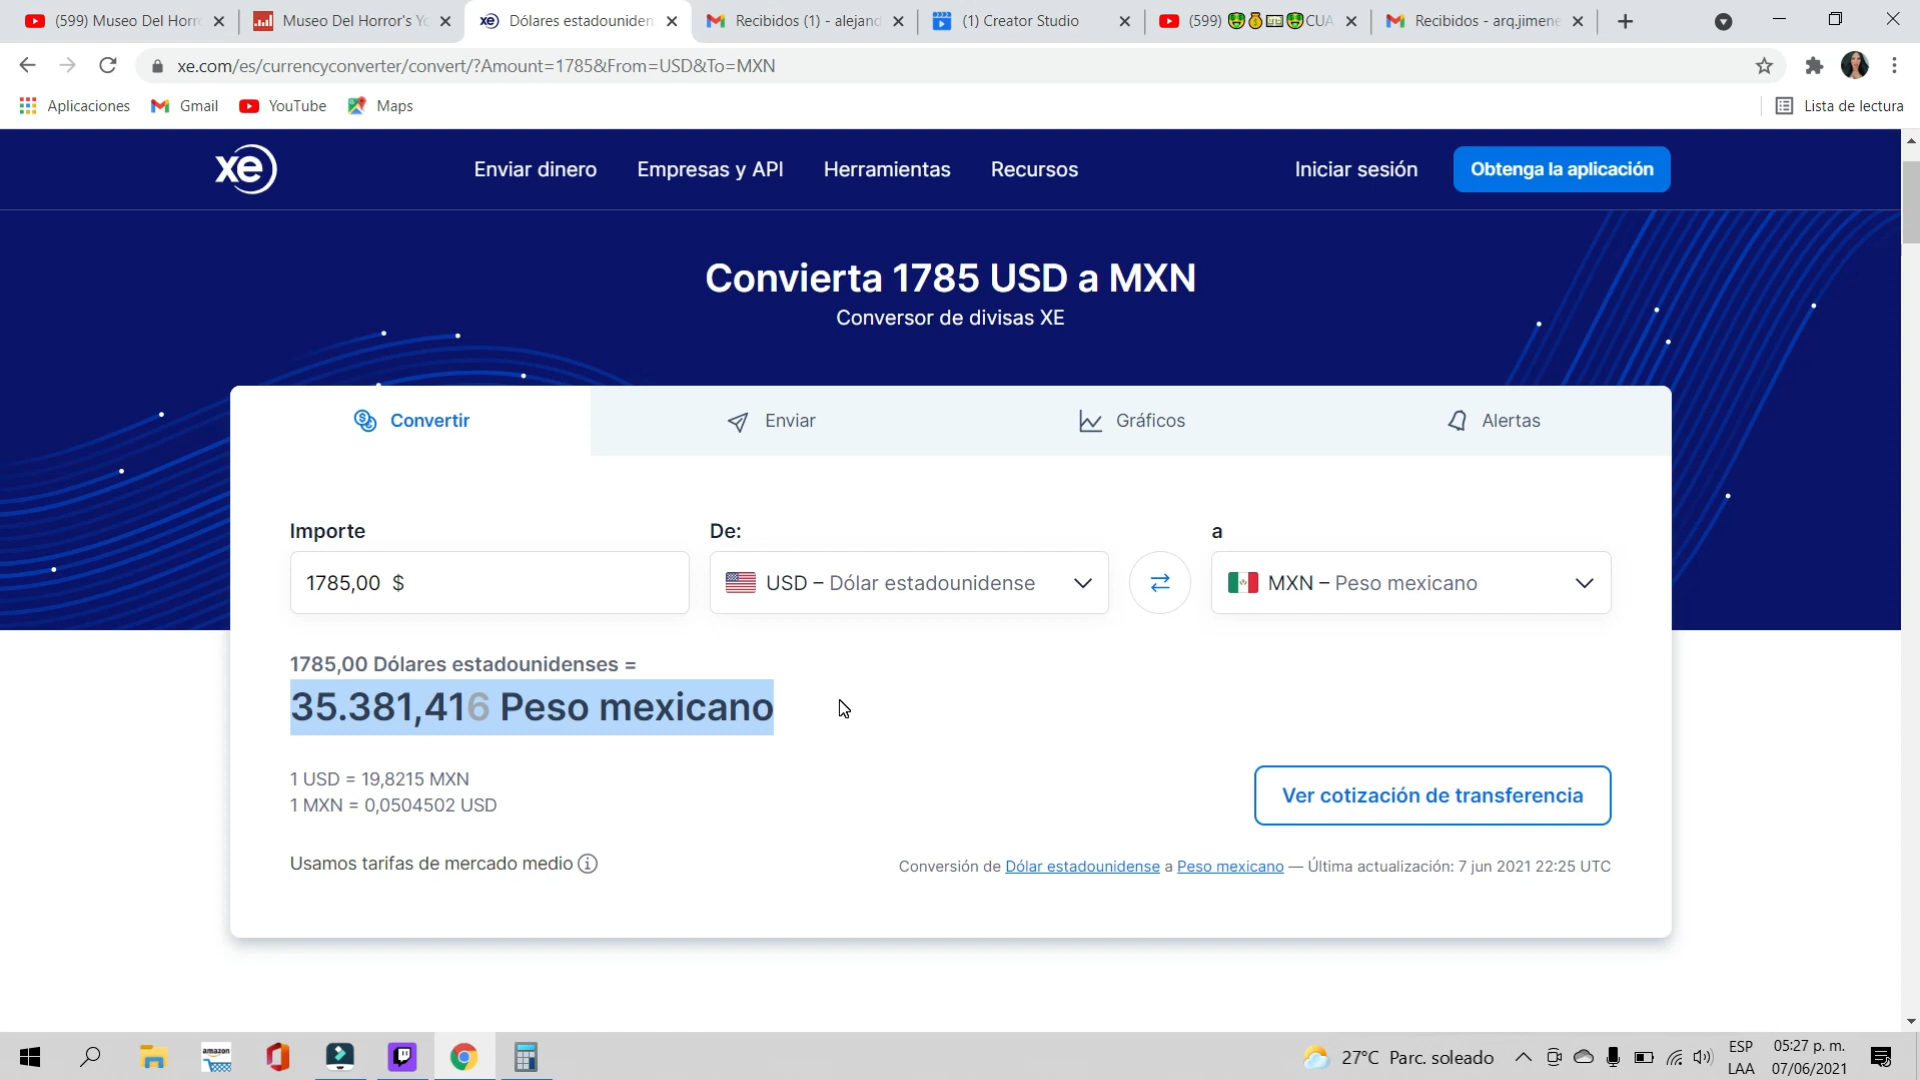 (599) Museo Del Horr
Museo Del Horror's Yo
Dólares estadouniden
Recibidos (1) - alejand
(1) Creator Studio
(599) 🤑💰💵🤑CUA
Recibidos - arq.jimene
xe.com/es/currencyconverter/convert/?Amount=1785&From=USD&To=MXN
Aplicaciones
Gmail
YouTube
Maps
Lista de lectura
xe
Enviar dinero
Empresas y API
Herramientas
Recursos
Iniciar sesión
Obtenga la aplicación
Convierta 1785 USD a MXN
Conversor de divisas XE
Convertir
Enviar
Gráficos
Alertas
Importe
De:
a
1785,00 $
USD – Dólar estadounidense
MXN – Peso mexicano
1785,00 Dólares estadounidenses =
35.381,416 Peso mexicano
1 USD = 19,8215 MXN
1 MXN = 0,0504502 USD
Ver cotización de transferencia
Usamos tarifas de mercado medio
Conversión de Dólar estadounidense a Peso mexicano — Última actualización: 7 jun 2021 22:25 UTC
amazon
27°C Parc. soleado
ESP
LAA
05:27 p. m.
07/06/2021